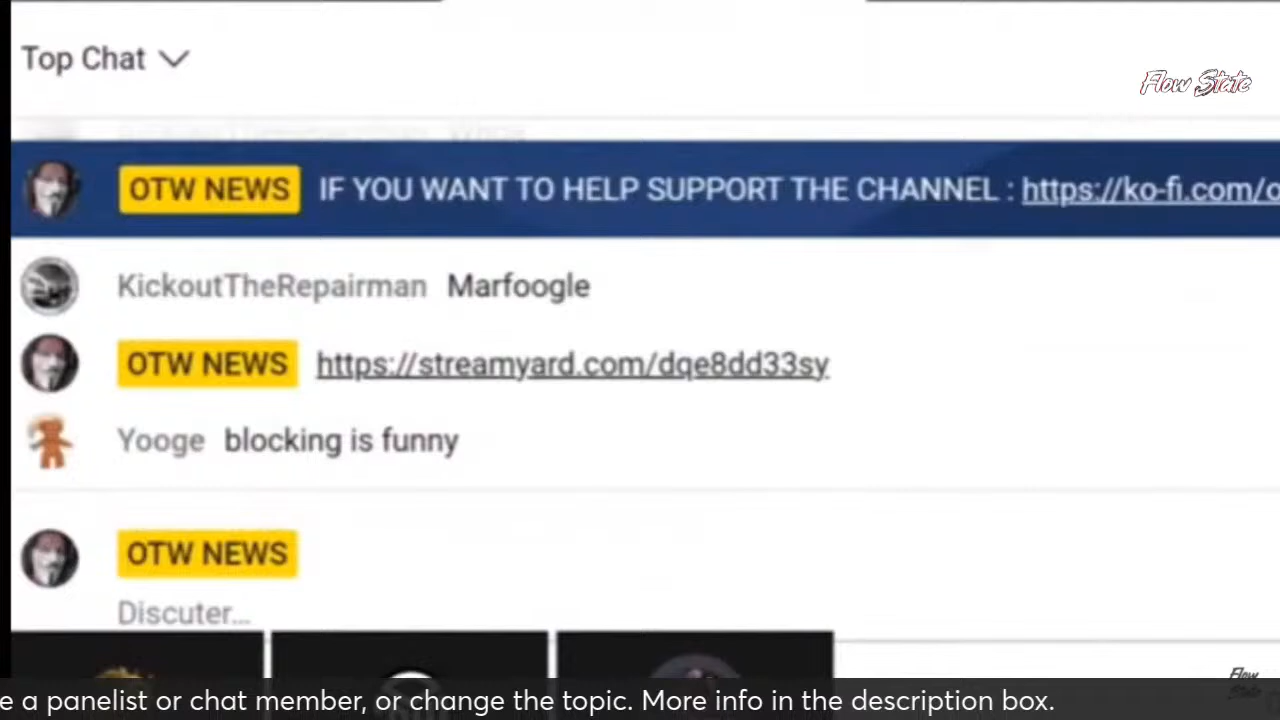 Top Chat
Flow State
OTW NEWS IF YOU WANT TO HELP SUPPORT THE CHANNEL : https://ko-fi.com/o
KickoutTheRepairman Marfoogle
OTW NEWS https://streamyard.com/dqe8dd33sy
Yooge blocking is funny
OTW NEWS
Discuter...
Flow State
e a panelist or chat member, or change the topic. More info in the description box.